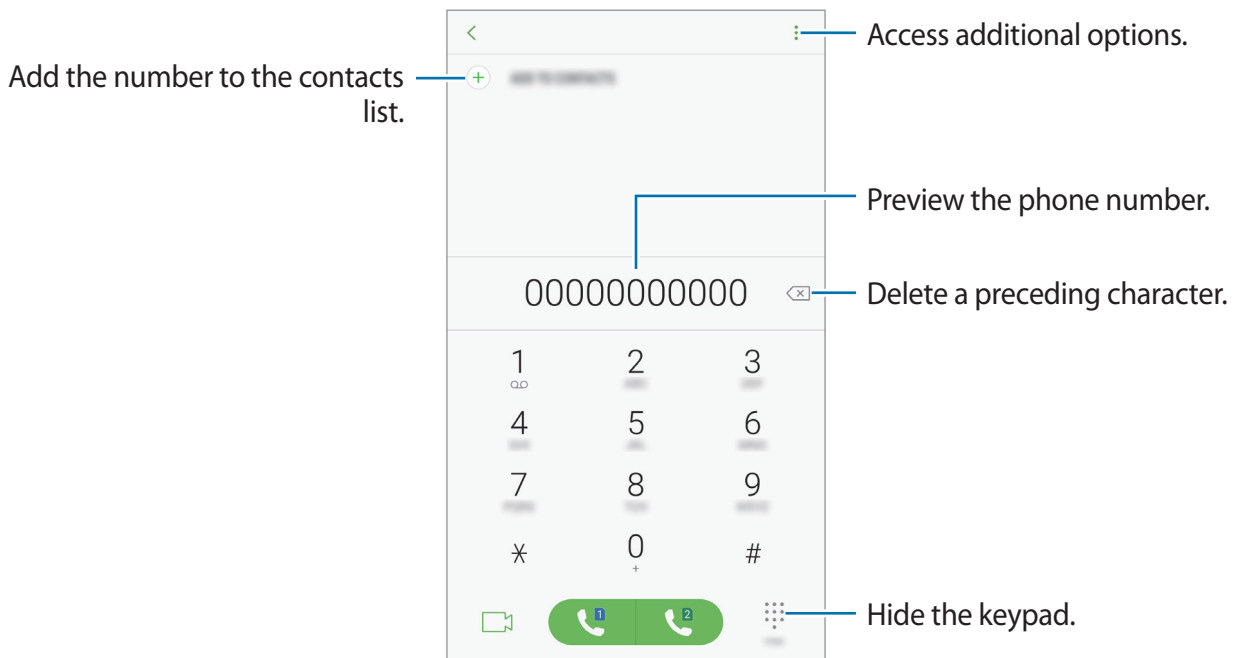 Access additional options.
Add the number to the contacts
list.
Preview the phone number.
00000000000
Delete a preceding character.
1 2 3
4 5 6
7 8 9
* 0 #
+
1 2
Hide the keypad.